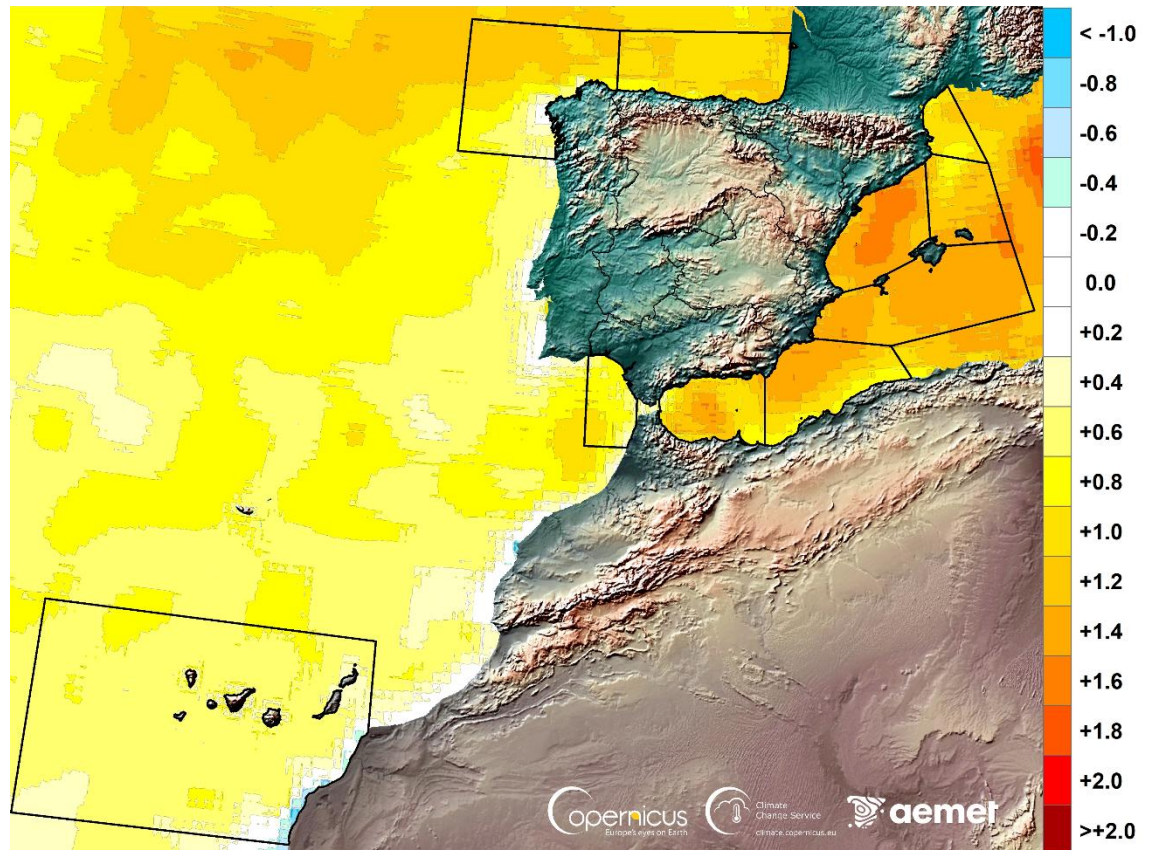 < -1.0
-0.8
-0.6
-0.4
-0.2
0.0
+0.2
+0.4
+0.6
+0.8
+1.0
+1.2
+1.4
+1.6
+1.8
+2.0
>+2.0
opernicus
Europe's eyes on Earth
Climate
Change Service
climate.copernicus.eu
aemet